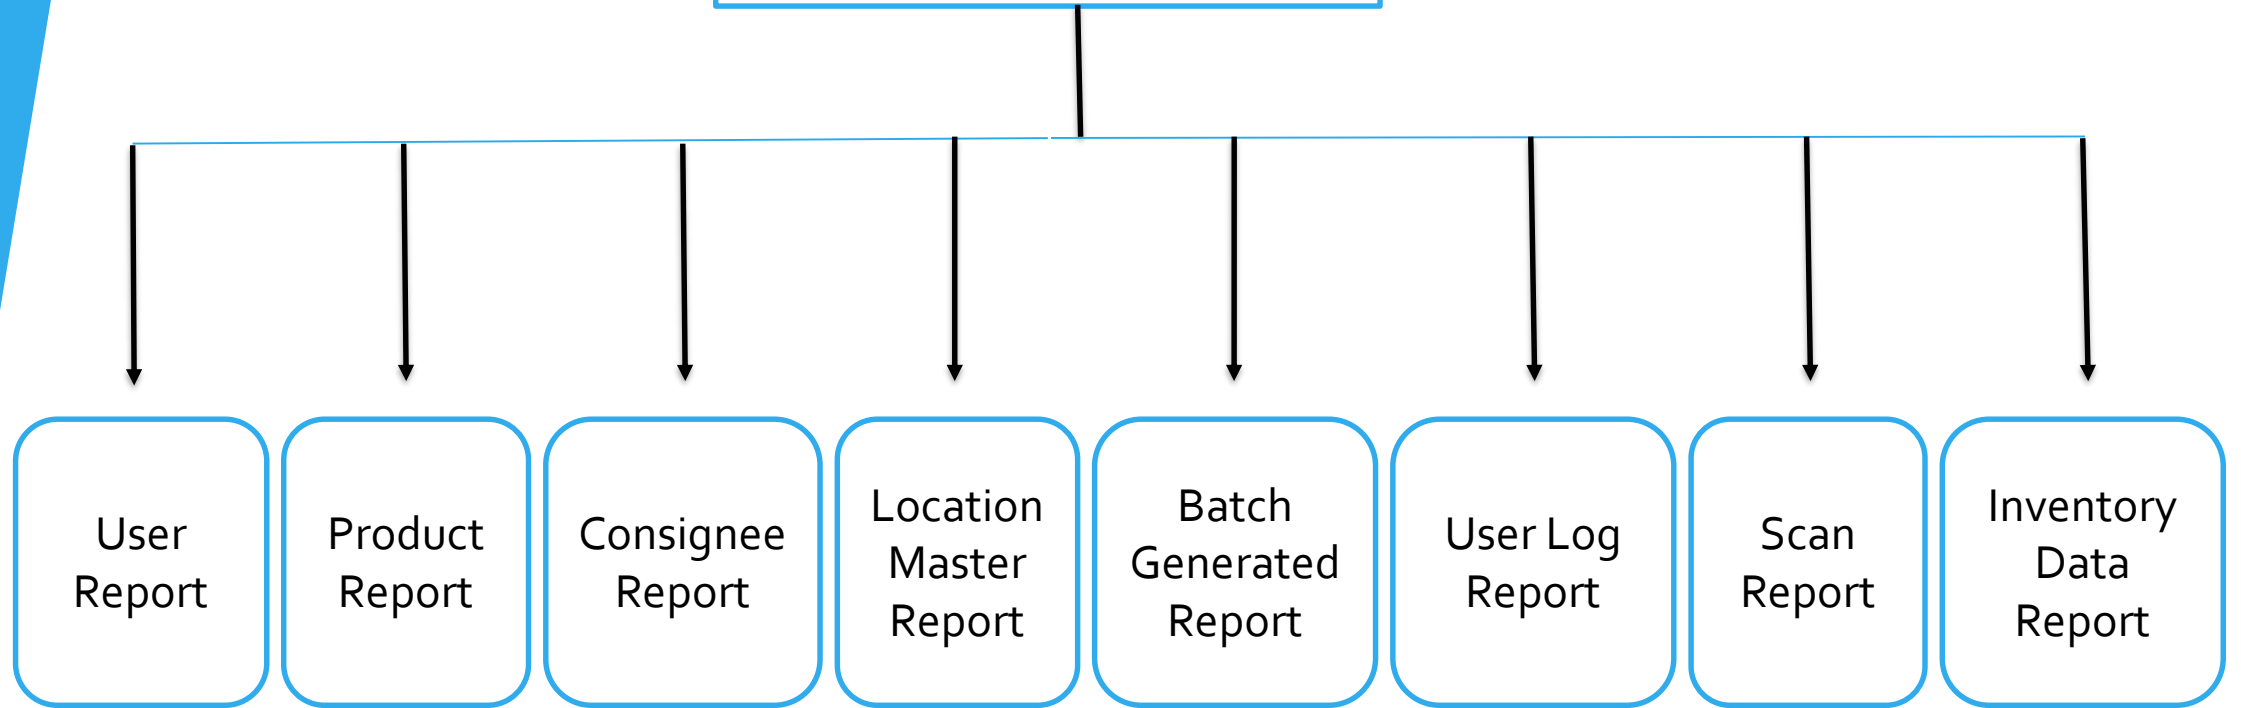 User
Report
Product
Report
Consignee
Report
Location
Master
Report
Batch
Generated
Report
User Log
Report
Scan
Report
Inventory
Data
Report